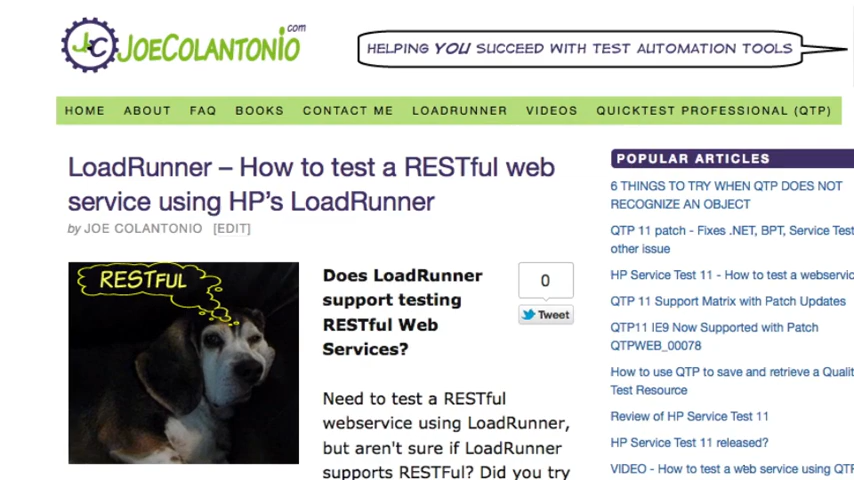 JC JOECOLANTONIO.com
HELPING YOU SUCCEED WITH TEST AUTOMATION TOOLS
HOME ABOUT FAQ BOOKS CONTACT ME LOADRUNNER VIDEOS QUICKTEST PROFESSIONAL (QTP)
LoadRunner – How to test a RESTful web
service using HP's LoadRunner
by JOE COLANTONIO [EDIT]
RESTFUL
Does LoadRunner
support testing
RESTful Web
Services?
0
Tweet
Need to test a RESTful
webservice using LoadRunner,
but aren't sure if LoadRunner
supports RESTful? Did you try
POPULAR ARTICLES
6 THINGS TO TRY WHEN QTP DOES NOT
RECOGNIZE AN OBJECT
QTP 11 patch - Fixes .NET, BPT, Service Test
other issue
HP Service Test 11 - How to test a webservic
QTP 11 Support Matrix with Patch Updates
QTP11 IE9 Now Supported with Patch
QTPWEB_00078
How to use QTP to save and retrieve a Qualit
Test Resource
Review of HP Service Test 11
HP Service Test 11 released?
VIDEO - How to test a web service using QTP